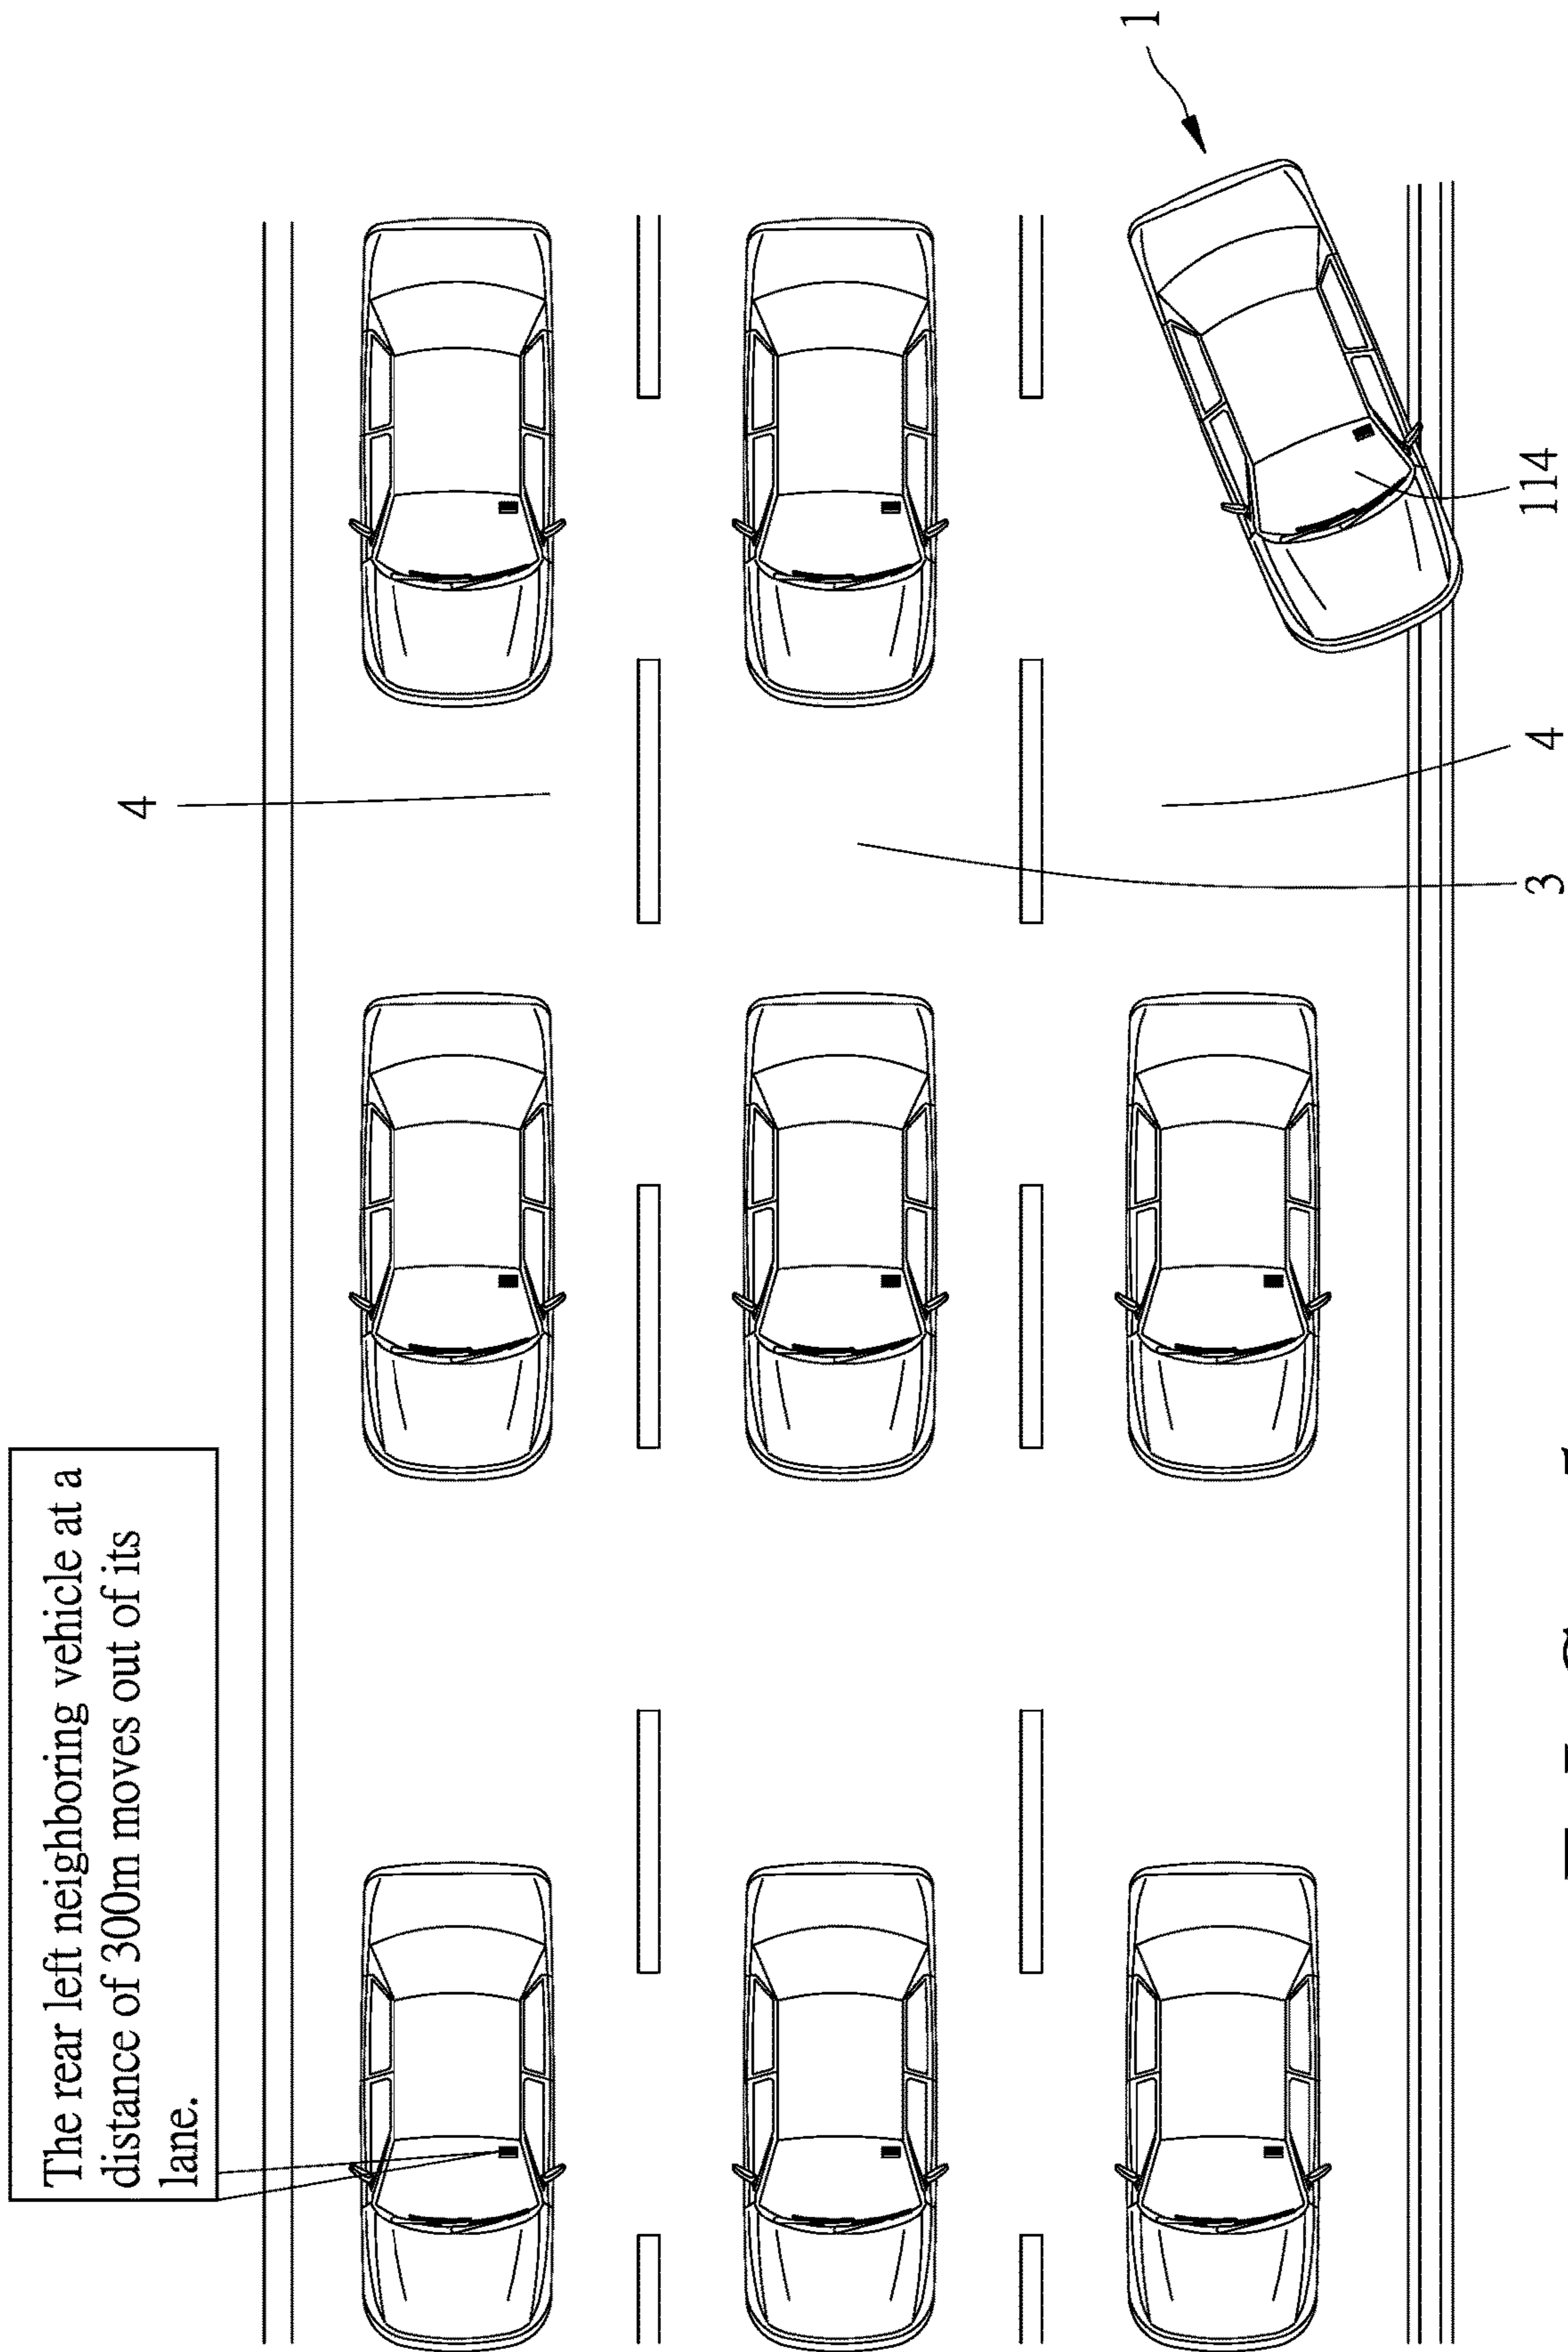 The rear left neighboring vehicle at a
distance of 300m moves out of its
lane.
4
1
114
4
3